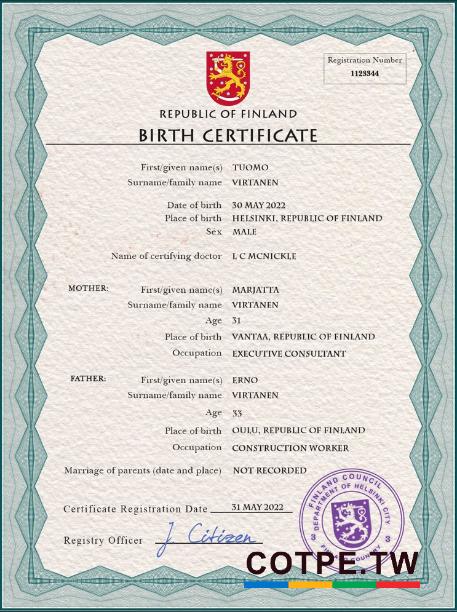 Registration Number
1123344
REPUBLIC OF FINLAND
BIRTH CERTIFICATE
First/given name(s) TUOMO
Surname/family name VIRTANEN
Date of birth 30 MAY 2022
Place of birth HELSINKI, REPUBLIC OF FINLAND
Sex MALE
Name of certifying doctor L C MCNICKLE
MOTHER: First/given name(s) MARJATTA
Surname/family name VIRTANEN
Age 31
Place of birth VANTAA, REPUBLIC OF FINLAND
Occupation EXECUTIVE CONSULTANT
FATHER: First/given name(s) ERNO
Surname/family name VIRTANEN
Age 33
Place of birth OULU, REPUBLIC OF FINLAND
Occupation CONSTRUCTION WORKER
Marriage of parents (date and place) NOT RECORDED
Certificate Registration Date 31 MAY 2022
Registry Officer J. Citizen
FINLAND COUNCIL
DEPARTMENT OF HELSINKI CITY
3 3
COTPE.TW